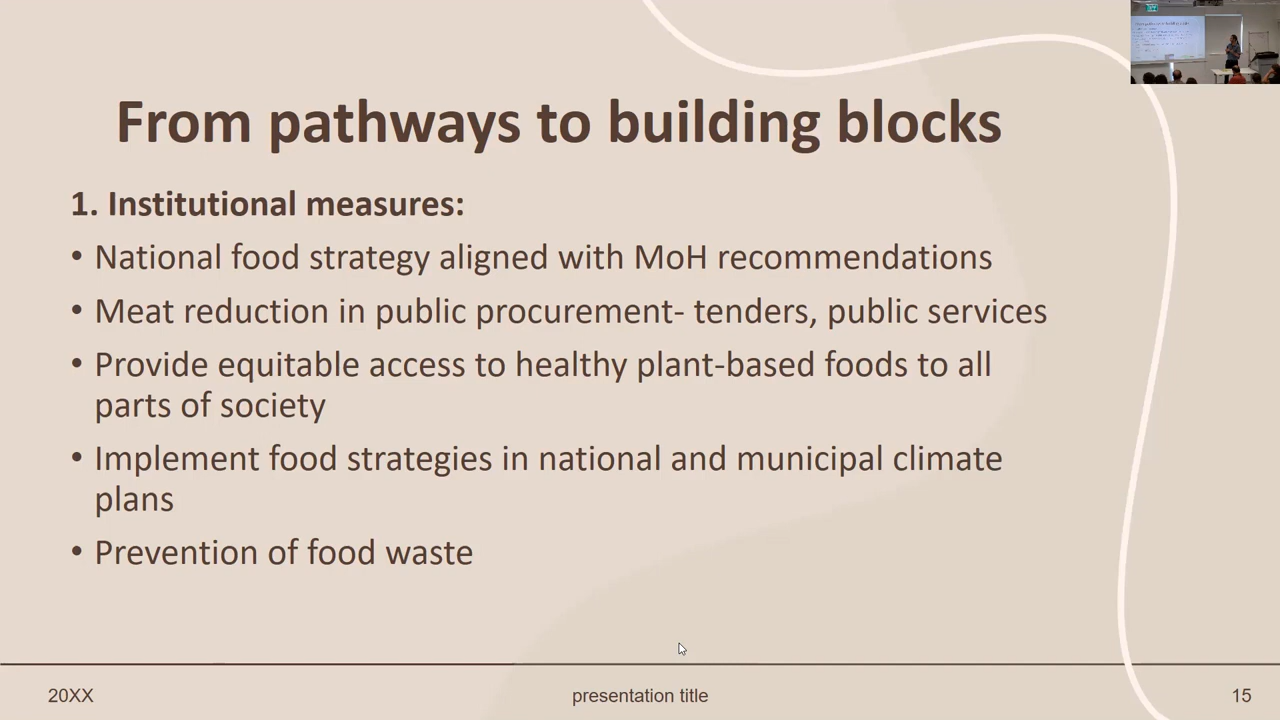 From pathways to building blocks
1. Institutional measures:
• National food strategy aligned with MoH recommendations
• Meat reduction in public procurement- tenders, public services
• Provide equitable access to healthy plant-based foods to all
parts of society
• Implement food strategies in national and municipal climate
plans
• Prevention of food waste
20XX
presentation title
15